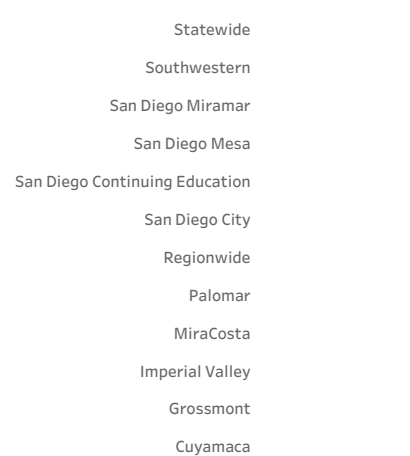 Statewide
Southwestern
San Diego Miramar
San Diego Mesa
San Diego Continuing Education
San Diego City
Regionwide
Palomar
MiraCosta
Imperial Valley
Grossmont
Cuyamaca